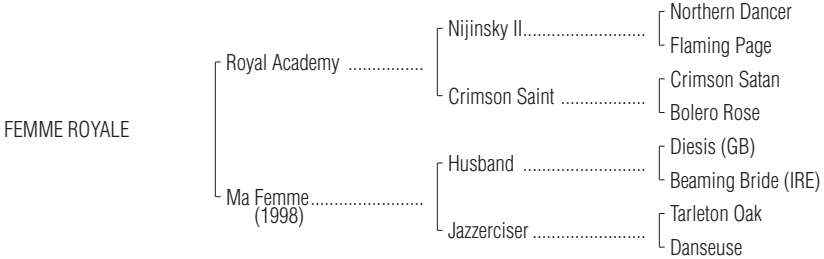 Northern Dancer
Nijinsky II..........................
Flaming Page
Royal Academy ................
Crimson Satan
Crimson Saint ..................
Bolero Rose
FEMME ROYALE
Diesis (GB)
Husband ..........................
Beaming Bride (IRE)
Ma Femme........................
(1998)
Tarleton Oak
Jazzerciser ........................
Danseuse